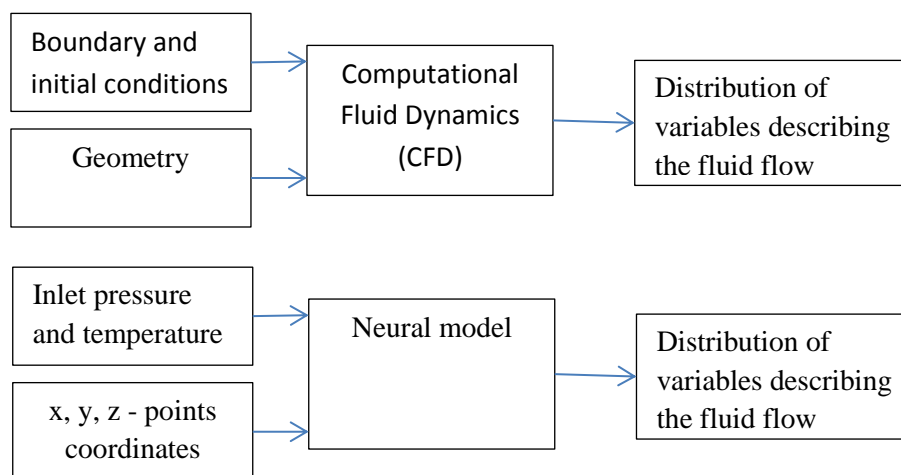 Boundary and
initial conditions
Geometry
Computational
Fluid Dynamics
(CFD)
Distribution of
variables describing
the fluid flow
Inlet pressure
and temperature
x, y, z - points
coordinates
Neural model
Distribution of
variables describing
the fluid flow